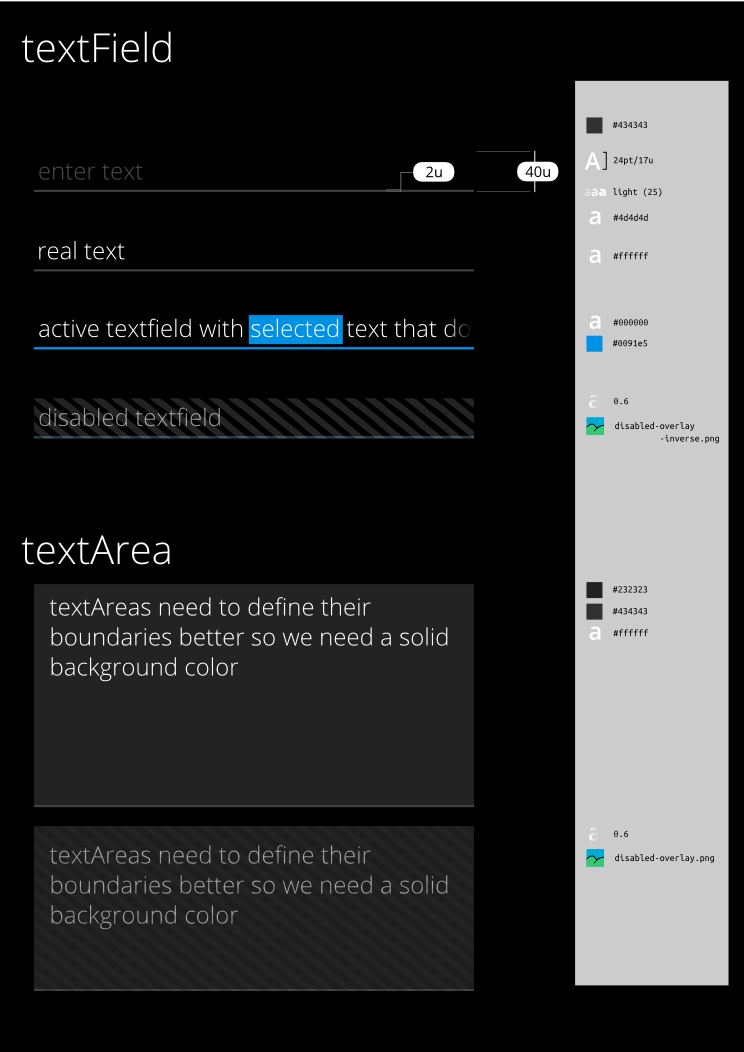 textField
enter text
2u
40u
real text
active textfield with selected text that do
disabled textfield
textArea
textAreas need to define their
boundaries better so we need a solid
background color
textAreas need to define their
boundaries better so we need a solid
background color
#434343
A] 24pt/17u
aaa light (25)
a #4d4d4d
a #ffffff
a #000000
#0091e5
a 0.6
disabled-overlay
-inverse.png
#232323
#434343
a #ffffff
a 0.6
disabled-overlay.png